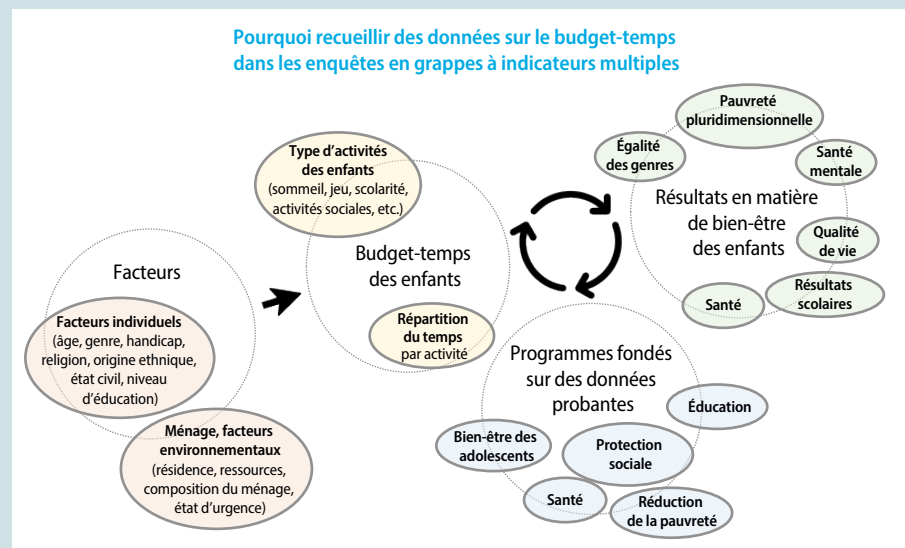 Pourquoi recueillir des données sur le budget-temps
dans les enquêtes en grappes à indicateurs multiples
Facteurs
Facteurs individuels
(âge, genre, handicap,
religion, origine ethnique,
état civil, niveau
d’éducation)
Ménage, facteurs
environnementaux
(résidence, ressources,
composition du ménage,
état d’urgence)
Type d’activités
des enfants
(sommeil, jeu, scolarité,
activités sociales, etc.)
Budget-temps
des enfants
Répartition
du temps
par activité
Pauvreté
pluridimensionnelle
Égalité
des genres
Santé
mentale
Résultats en matière
de bien-être
des enfants
Qualité
de vie
Résultats
scolaires
Santé
Programmes fondés
sur des données
probantes
Éducation
Bien-être des
adolescents
Protection
sociale
Santé
Réduction
de la pauvreté